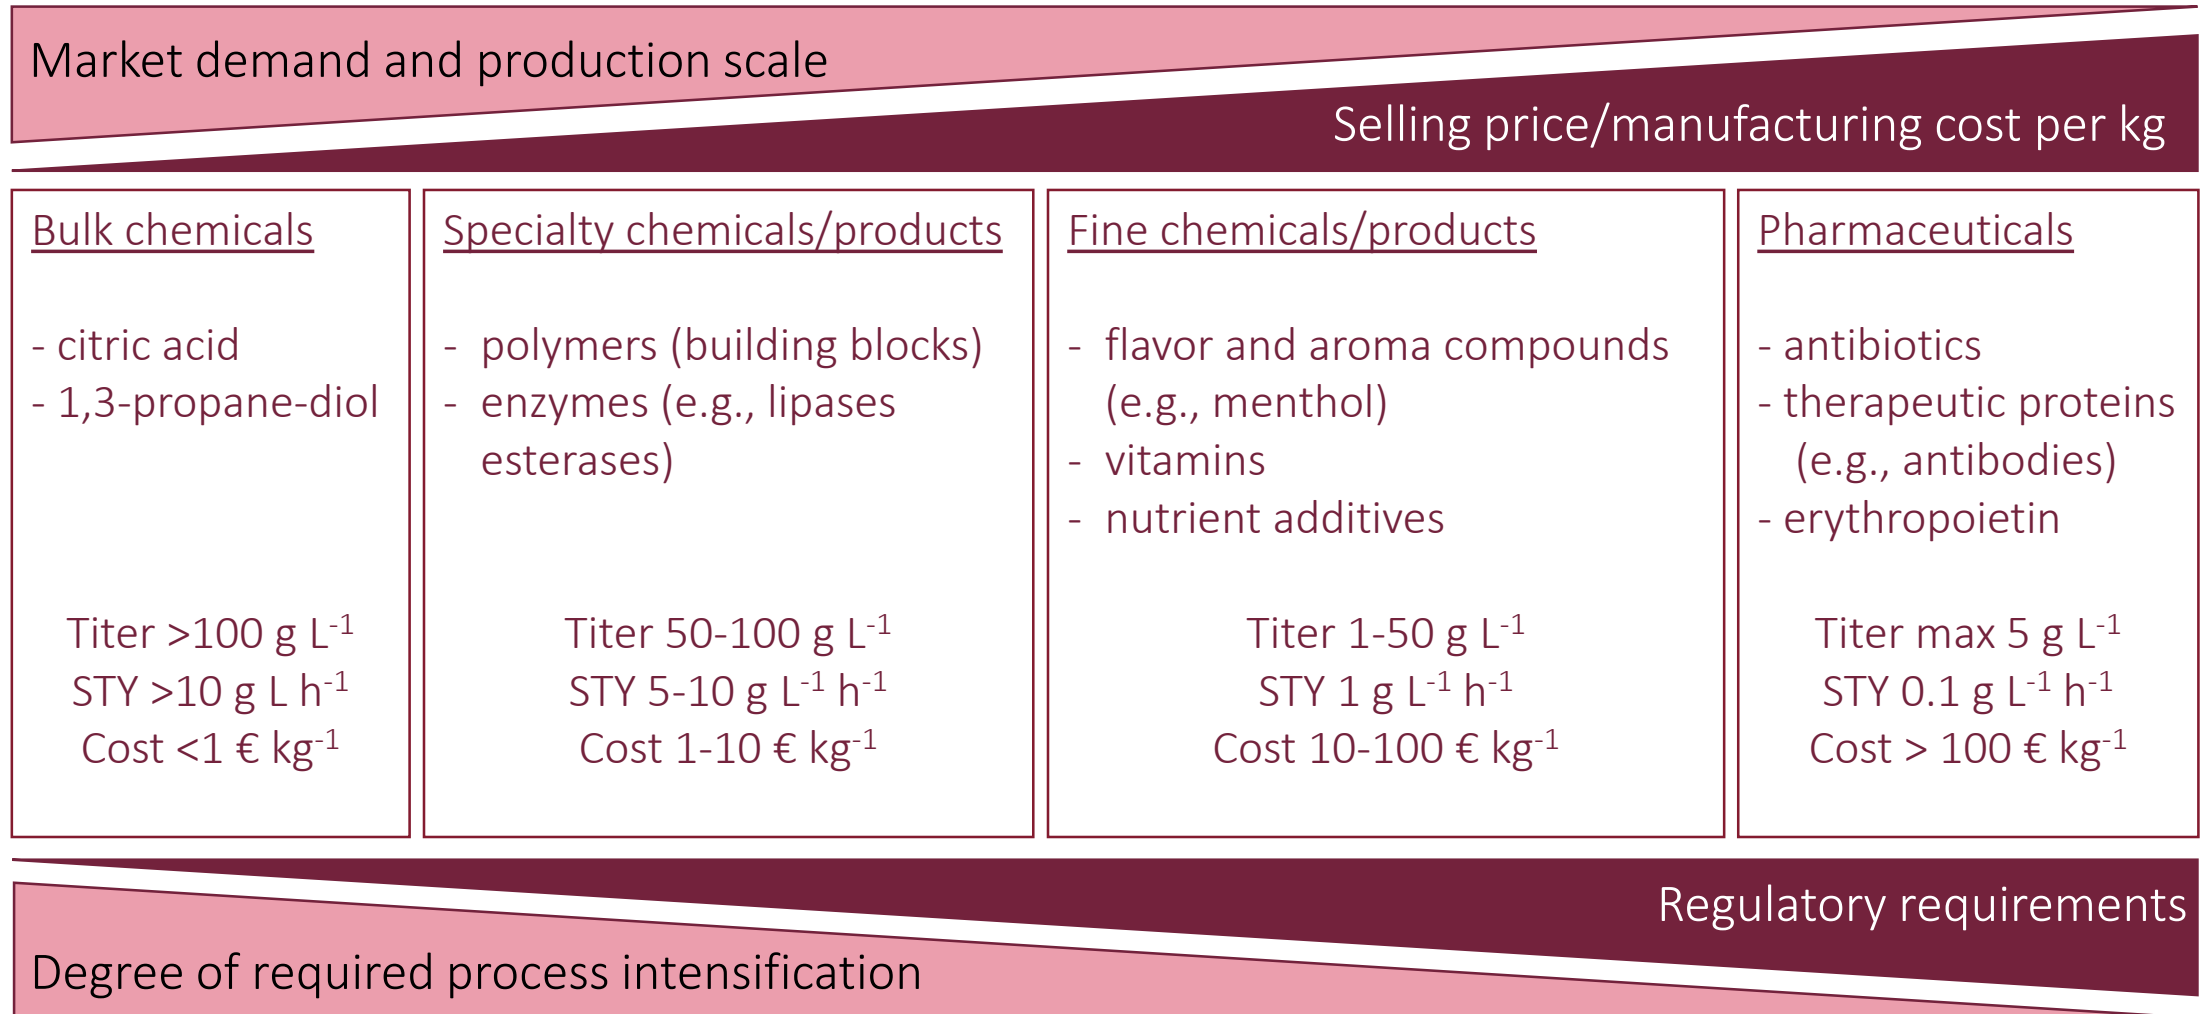 Market demand and production scale
Selling price/manufacturing cost per kg
Bulk chemicals
- citric acid
- 1,3-propane-diol
Titer >100 g L⁻¹
STY >10 g L h⁻¹
Cost <1 € kg⁻¹
Specialty chemicals/products
- polymers (building blocks)
- enzymes (e.g., lipases
esterases)
Titer 50-100 g L⁻¹
STY 5-10 g L⁻¹ h⁻¹
Cost 1-10 € kg⁻¹
Fine chemicals/products
- flavor and aroma compounds
(e.g., menthol)
- vitamins
- nutrient additives
Titer 1-50 g L⁻¹
STY 1 g L⁻¹ h⁻¹
Cost 10-100 € kg⁻¹
Pharmaceuticals
- antibiotics
- therapeutic proteins
(e.g., antibodies)
- erythropoietin
Titer max 5 g L⁻¹
STY 0.1 g L⁻¹ h⁻¹
Cost > 100 € kg⁻¹
Regulatory requirements
Degree of required process intensification